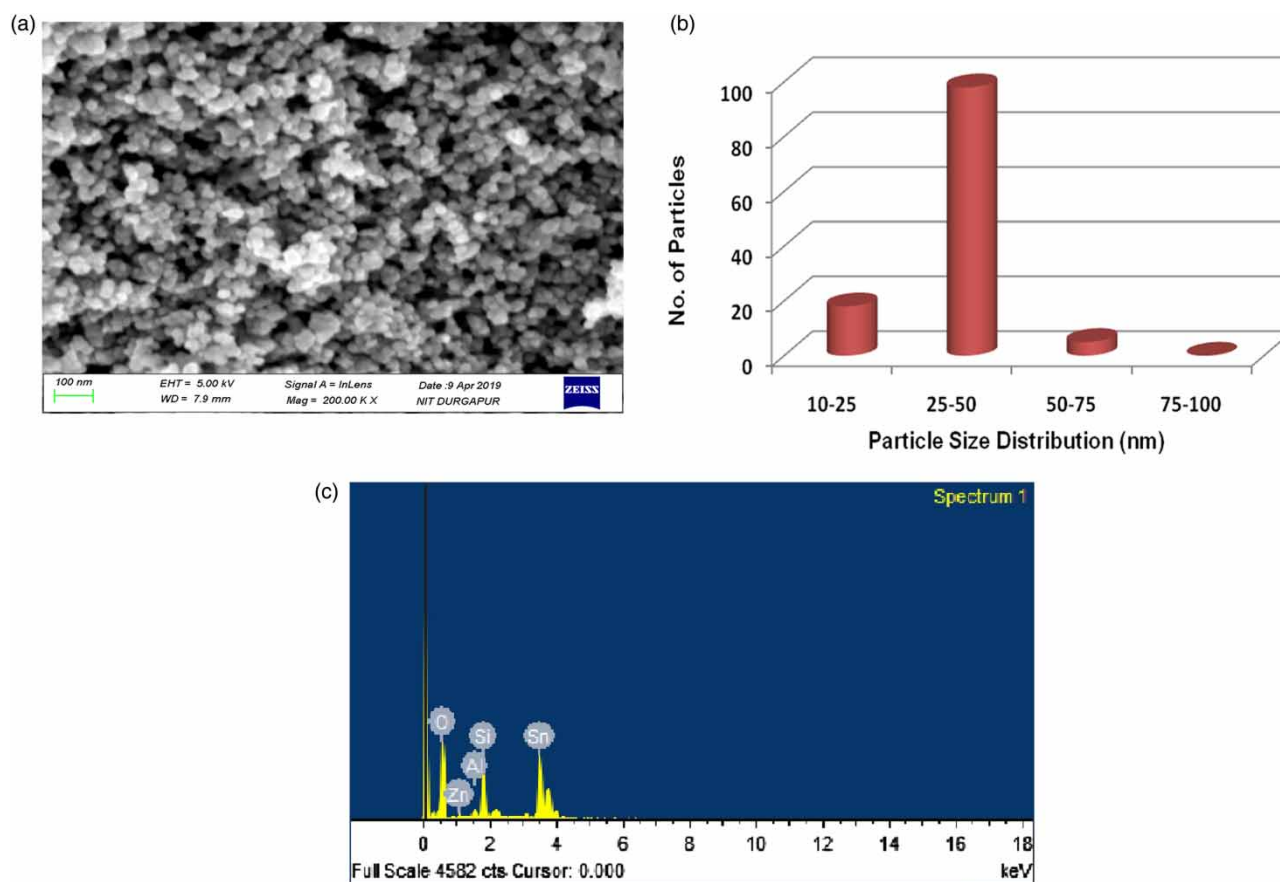 (a)
100 nm
EHT = 5.00 kV
Signal A = InLens
Date :9 Apr 2019
WD = 7.9 mm
Mag = 200.00 K X
NIT DURGAPUR
ZEISS
(b)
No. of Particles
100
80
60
40
20
0
10-25 25-50 50-75 75-100
Particle Size Distribution (nm)
(c)
Spectrum 1
O
Si
Sn
Al
Zn
0 2 4 6 8 10 12 14 16 18
Full Scale 4582 cts Cursor: 0.000
keV